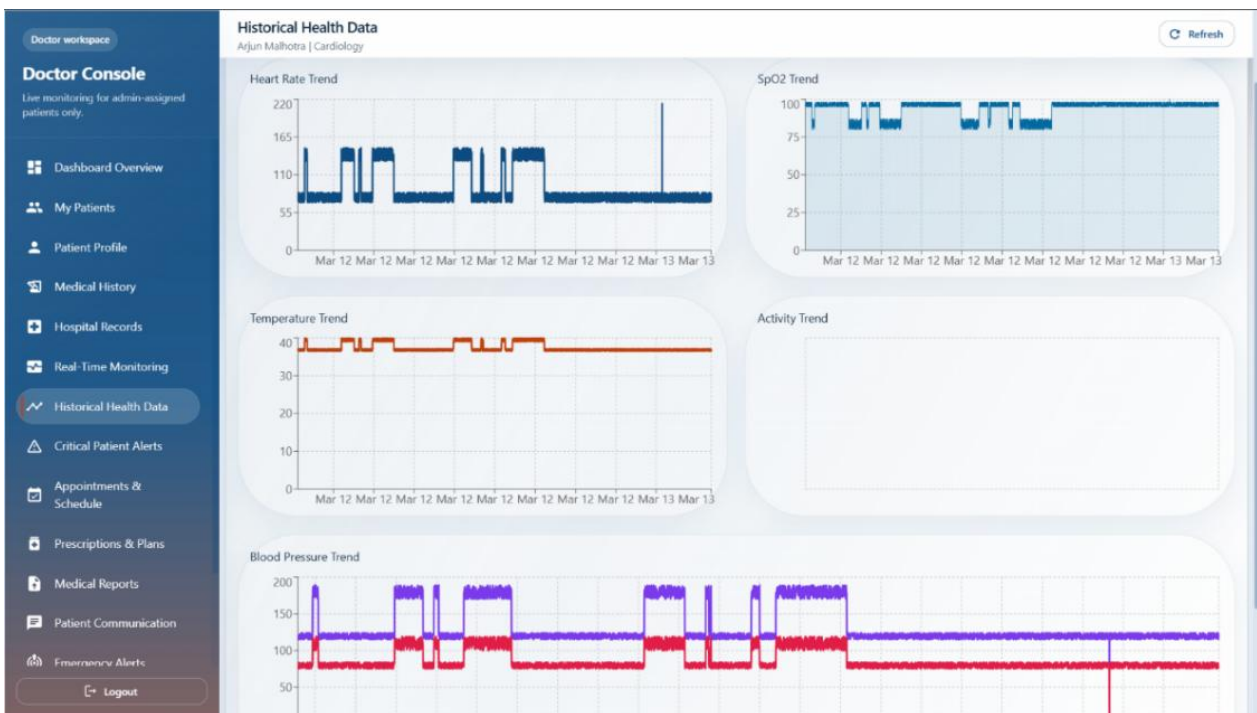 Doctor workspace
Doctor Console
Live monitoring for admin-assigned
patients only.
Dashboard Overview
My Patients
Patient Profile
Medical History
Hospital Records
Real-Time Monitoring
Historical Health Data
Critical Patient Alerts
Appointments &
Schedule
Prescriptions & Plans
Medical Reports
Patient Communication
Emergency Alerts
Logout
Historical Health Data
Arjun Malhotra | Cardiology
Refresh
Heart Rate Trend
220
165
110
55
0
Mar 12 Mar 12 Mar 12 Mar 12 Mar 12 Mar 12 Mar 12 Mar 12 Mar 13 Mar 13
SpO2 Trend
100
75
50
25
0
Mar 12 Mar 12 Mar 12 Mar 12 Mar 12 Mar 12 Mar 12 Mar 12 Mar 13 Mar 13
Temperature Trend
40
30
20
10
0
Mar 12 Mar 12 Mar 12 Mar 12 Mar 12 Mar 12 Mar 12 Mar 12 Mar 13 Mar 13
Activity Trend
Blood Pressure Trend
200
150
100
50